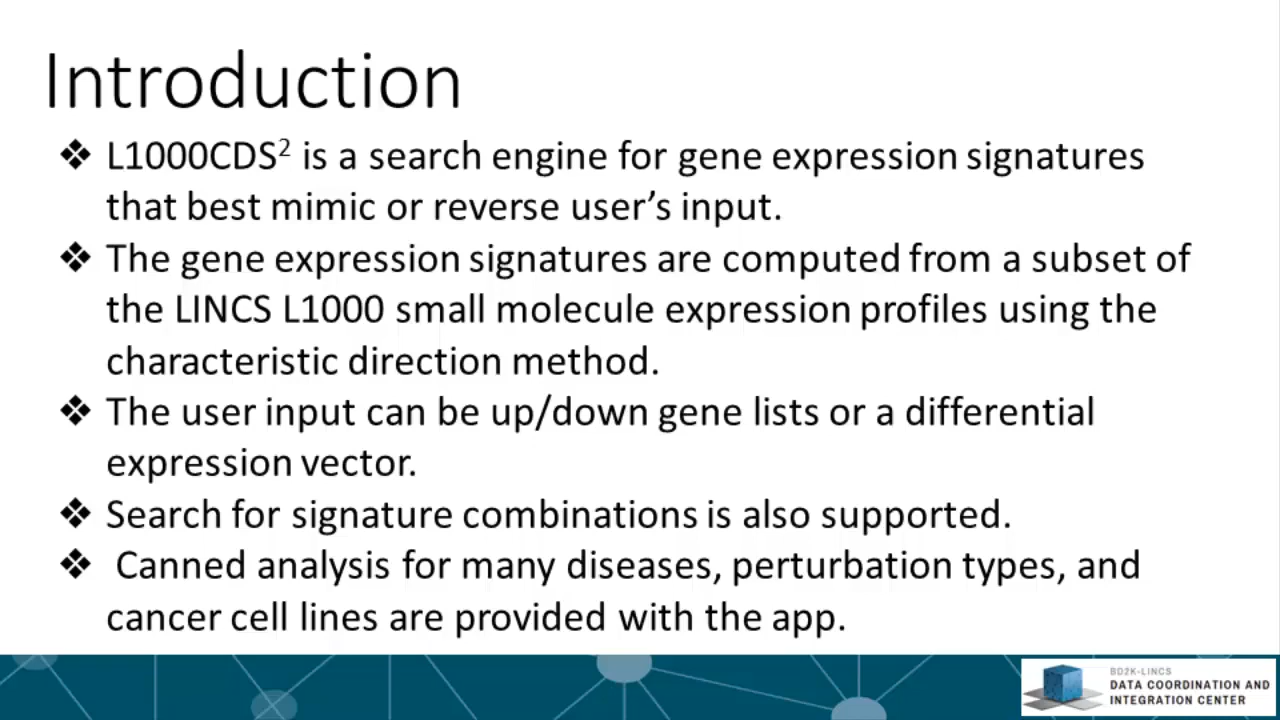 Introduction
❖ L1000CDS² is a search engine for gene expression signatures
that best mimic or reverse user’s input.
❖ The gene expression signatures are computed from a subset of
the LINCS L1000 small molecule expression profiles using the
characteristic direction method.
❖ The user input can be up/down gene lists or a differential
expression vector.
❖ Search for signature combinations is also supported.
❖ Canned analysis for many diseases, perturbation types, and
cancer cell lines are provided with the app.
BD2K-LINCS
DATA COORDINATION AND
INTEGRATION CENTER